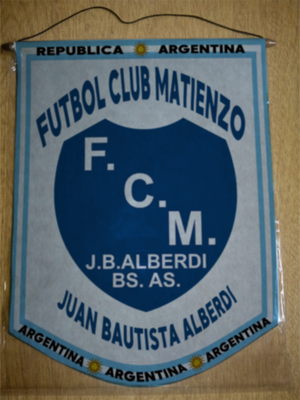 REPUBLICA ARGENTINA
FUTBOL CLUB MATIENZO
F.
C.
M.
J.B.ALBERDI
BS. AS.
JUAN BAUTISTA ALBERDI
ARGENTINA ARGENTINA ARGENTINA